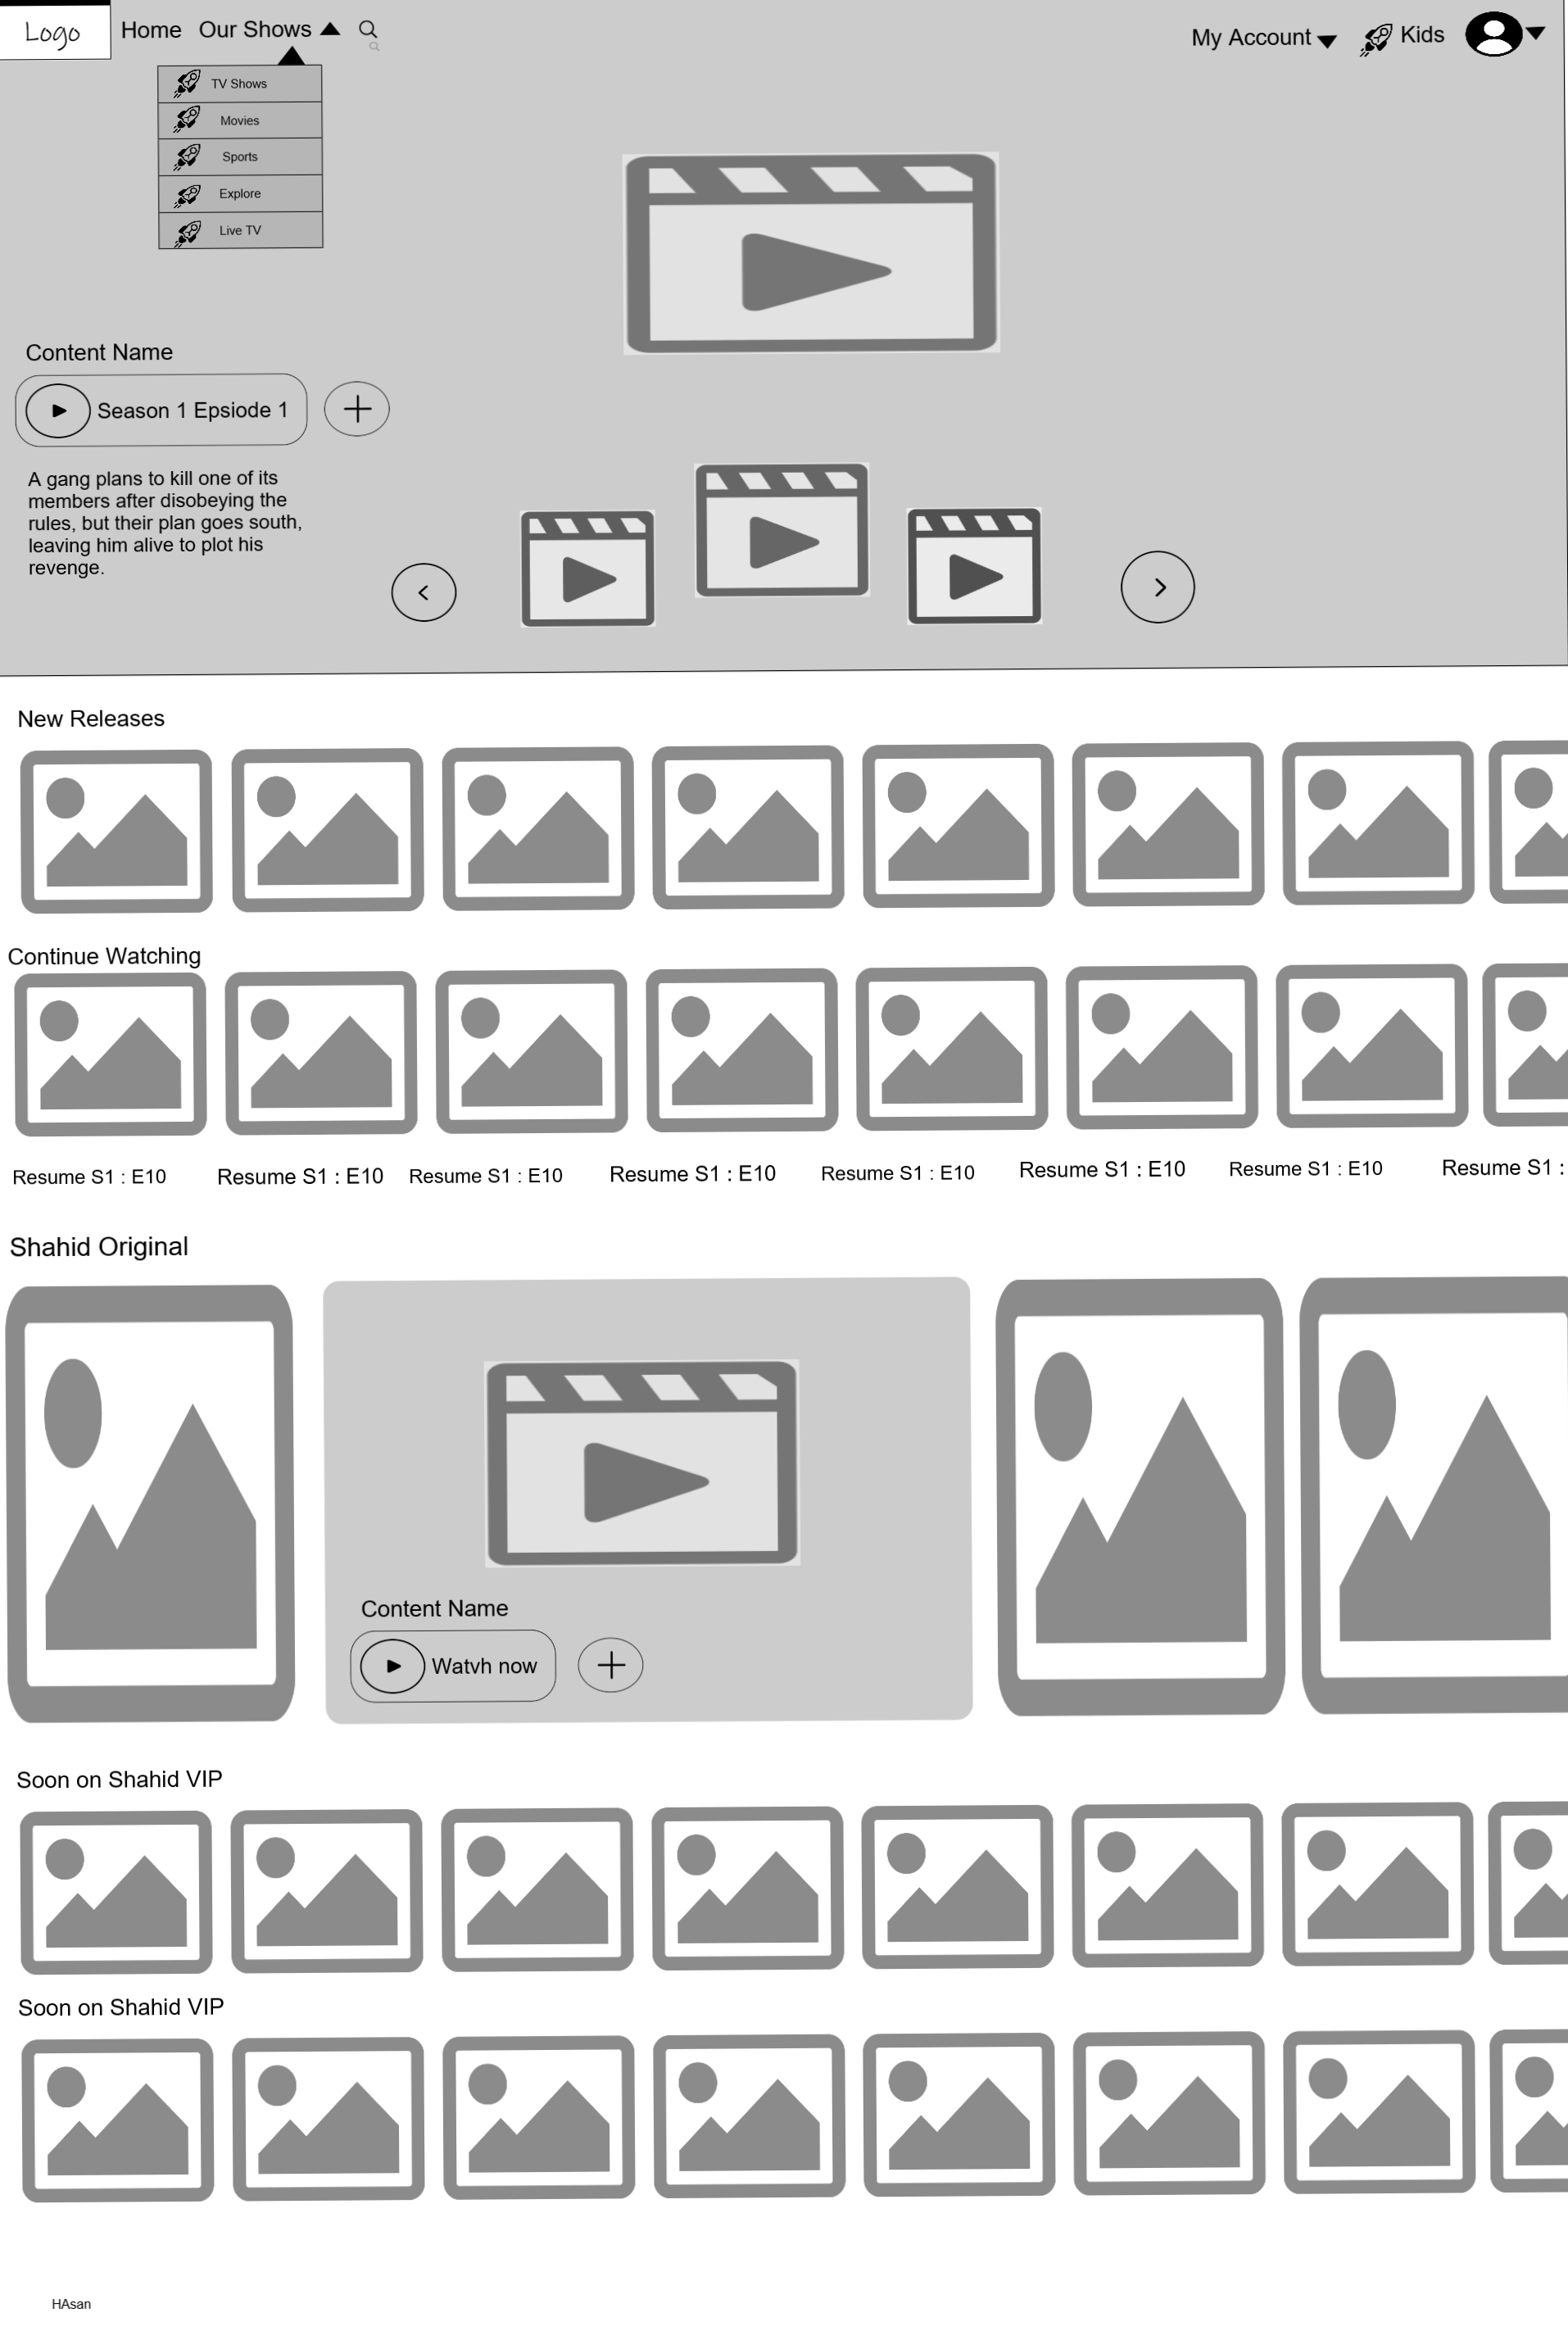 Logo
Home
Our Shows
My Account
Kids
TV Shows
Movies
Sports
Explore
Live TV
Content Name
Season 1 Epsiode 1
A gang plans to kill one of its
members after disobeying the
rules, but their plan goes south,
leaving him alive to plot his
revenge.
New Releases
Continue Watching
Resume S1 : E10
Resume S1 : E10
Resume S1 : E10
Resume S1 : E10
Resume S1 : E10
Resume S1 : E10
Resume S1 : E10
Resume S1 :
Shahid Original
Content Name
Watvh now
Soon on Shahid VIP
Soon on Shahid VIP
HAsan